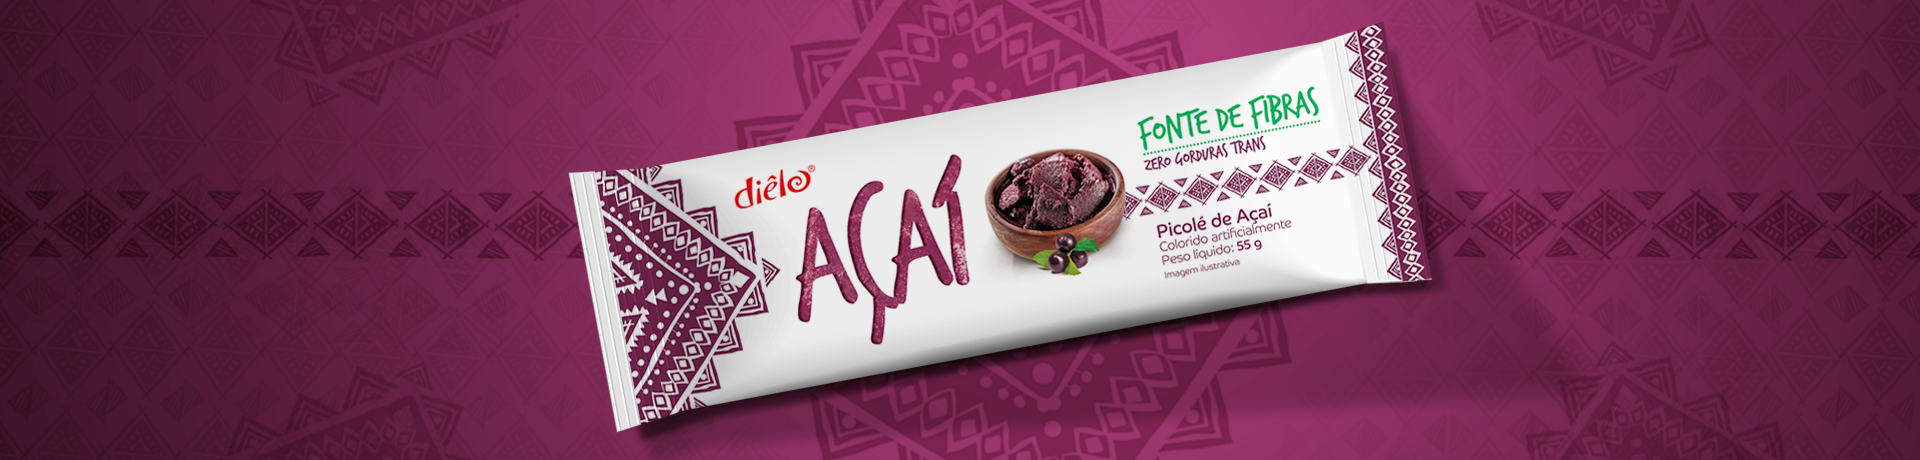 diêlo®
AÇAÍ
FONTE DE FIBRAS
ZERO GORDURAS TRANS
Picolé de Açaí
Colorido artificialmente
Peso líquido: 55 g
Imagem ilustrativa